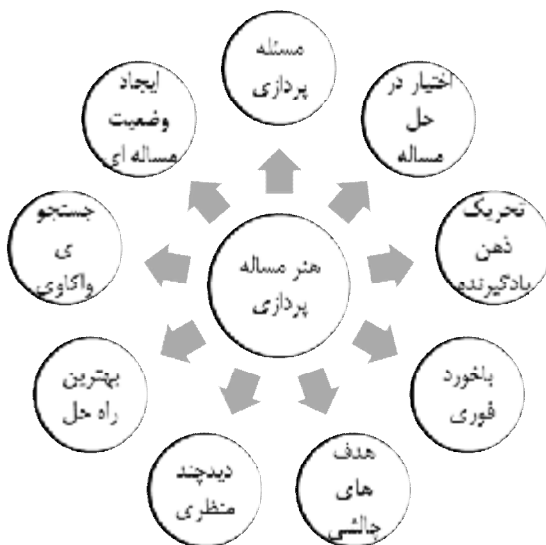 مسئله
پردازی
اختیار در
حل
مساله
تحریک
ذهن
یادگیرنده
باخورد
فوری
هدف
های
چالشی
دیدچند
منظری
بهترین
راه حل
جستجو
ی
واکاوی
ایجاد
وضعیت
مساله ای
هنر مساله
پردازی